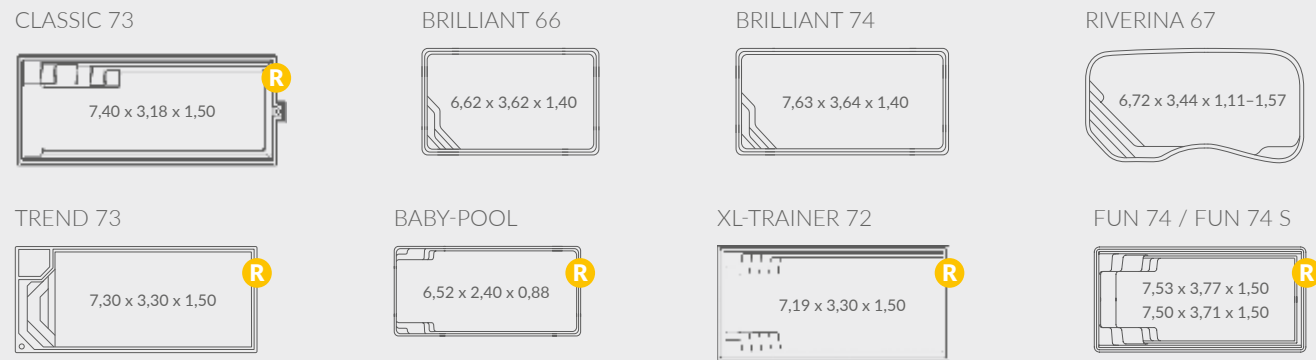 CLASSIC 73
BRILLIANT 66
BRILLIANT 74
RIVERINA 67
R
7,40 x 3,18 x 1,50
6,62 x 3,62 x 1,40
7,63 x 3,64 x 1,40
6,72 x 3,44 x 1,11–1,57
TREND 73
BABY-POOL
XL-TRAINER 72
FUN 74 / FUN 74 S
R
R
R
R
7,30 x 3,30 x 1,50
6,52 x 2,40 x 0,88
7,19 x 3,30 x 1,50
7,53 x 3,77 x 1,50
7,50 x 3,71 x 1,50